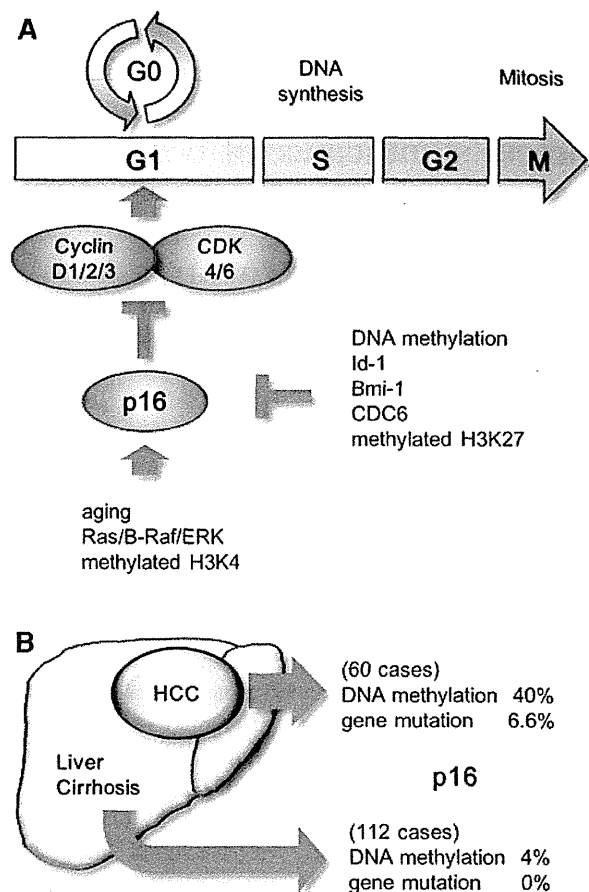 A
G0
DNA
synthesis
Mitosis
G1
S
G2
M
Cyclin
D1/2/3
CDK
4/6
p16
DNA methylation
Id-1
Bmi-1
CDC6
methylated H3K27
aging
Ras/B-Raf/ERK
methylated H3K4
B
HCC
(60 cases)
DNA methylation 40%
gene mutation 6.6%
Liver
Cirrhosis
p16
(112 cases)
DNA methylation 4%
gene mutation 0%